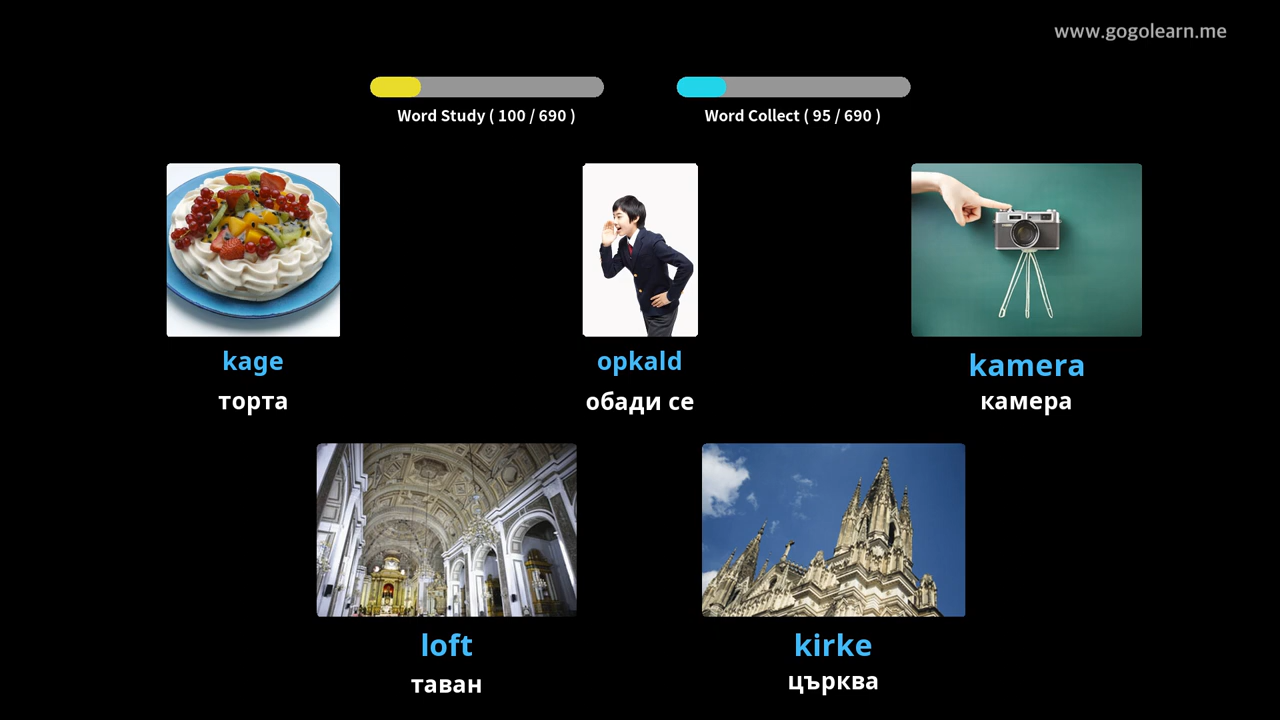 www.gogolearn.me
Word Study ( 100 / 690 )
Word Collect ( 95 / 690 )
kage
торта
opkald
обади се
kamera
камера
loft
таван
kirke
църква